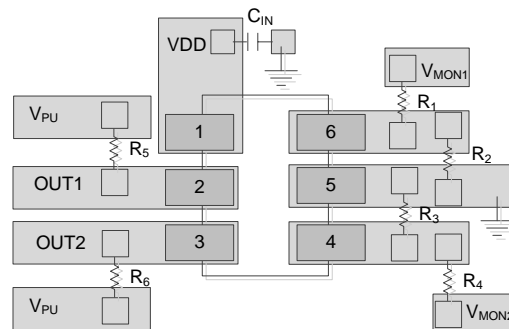 C_IN
VDD
V_MON1
V_PU
R_1
1
6
R_5
R_2
OUT1
2
5
R_3
OUT2
3
4
R_6
R_4
V_PU
V_MON2